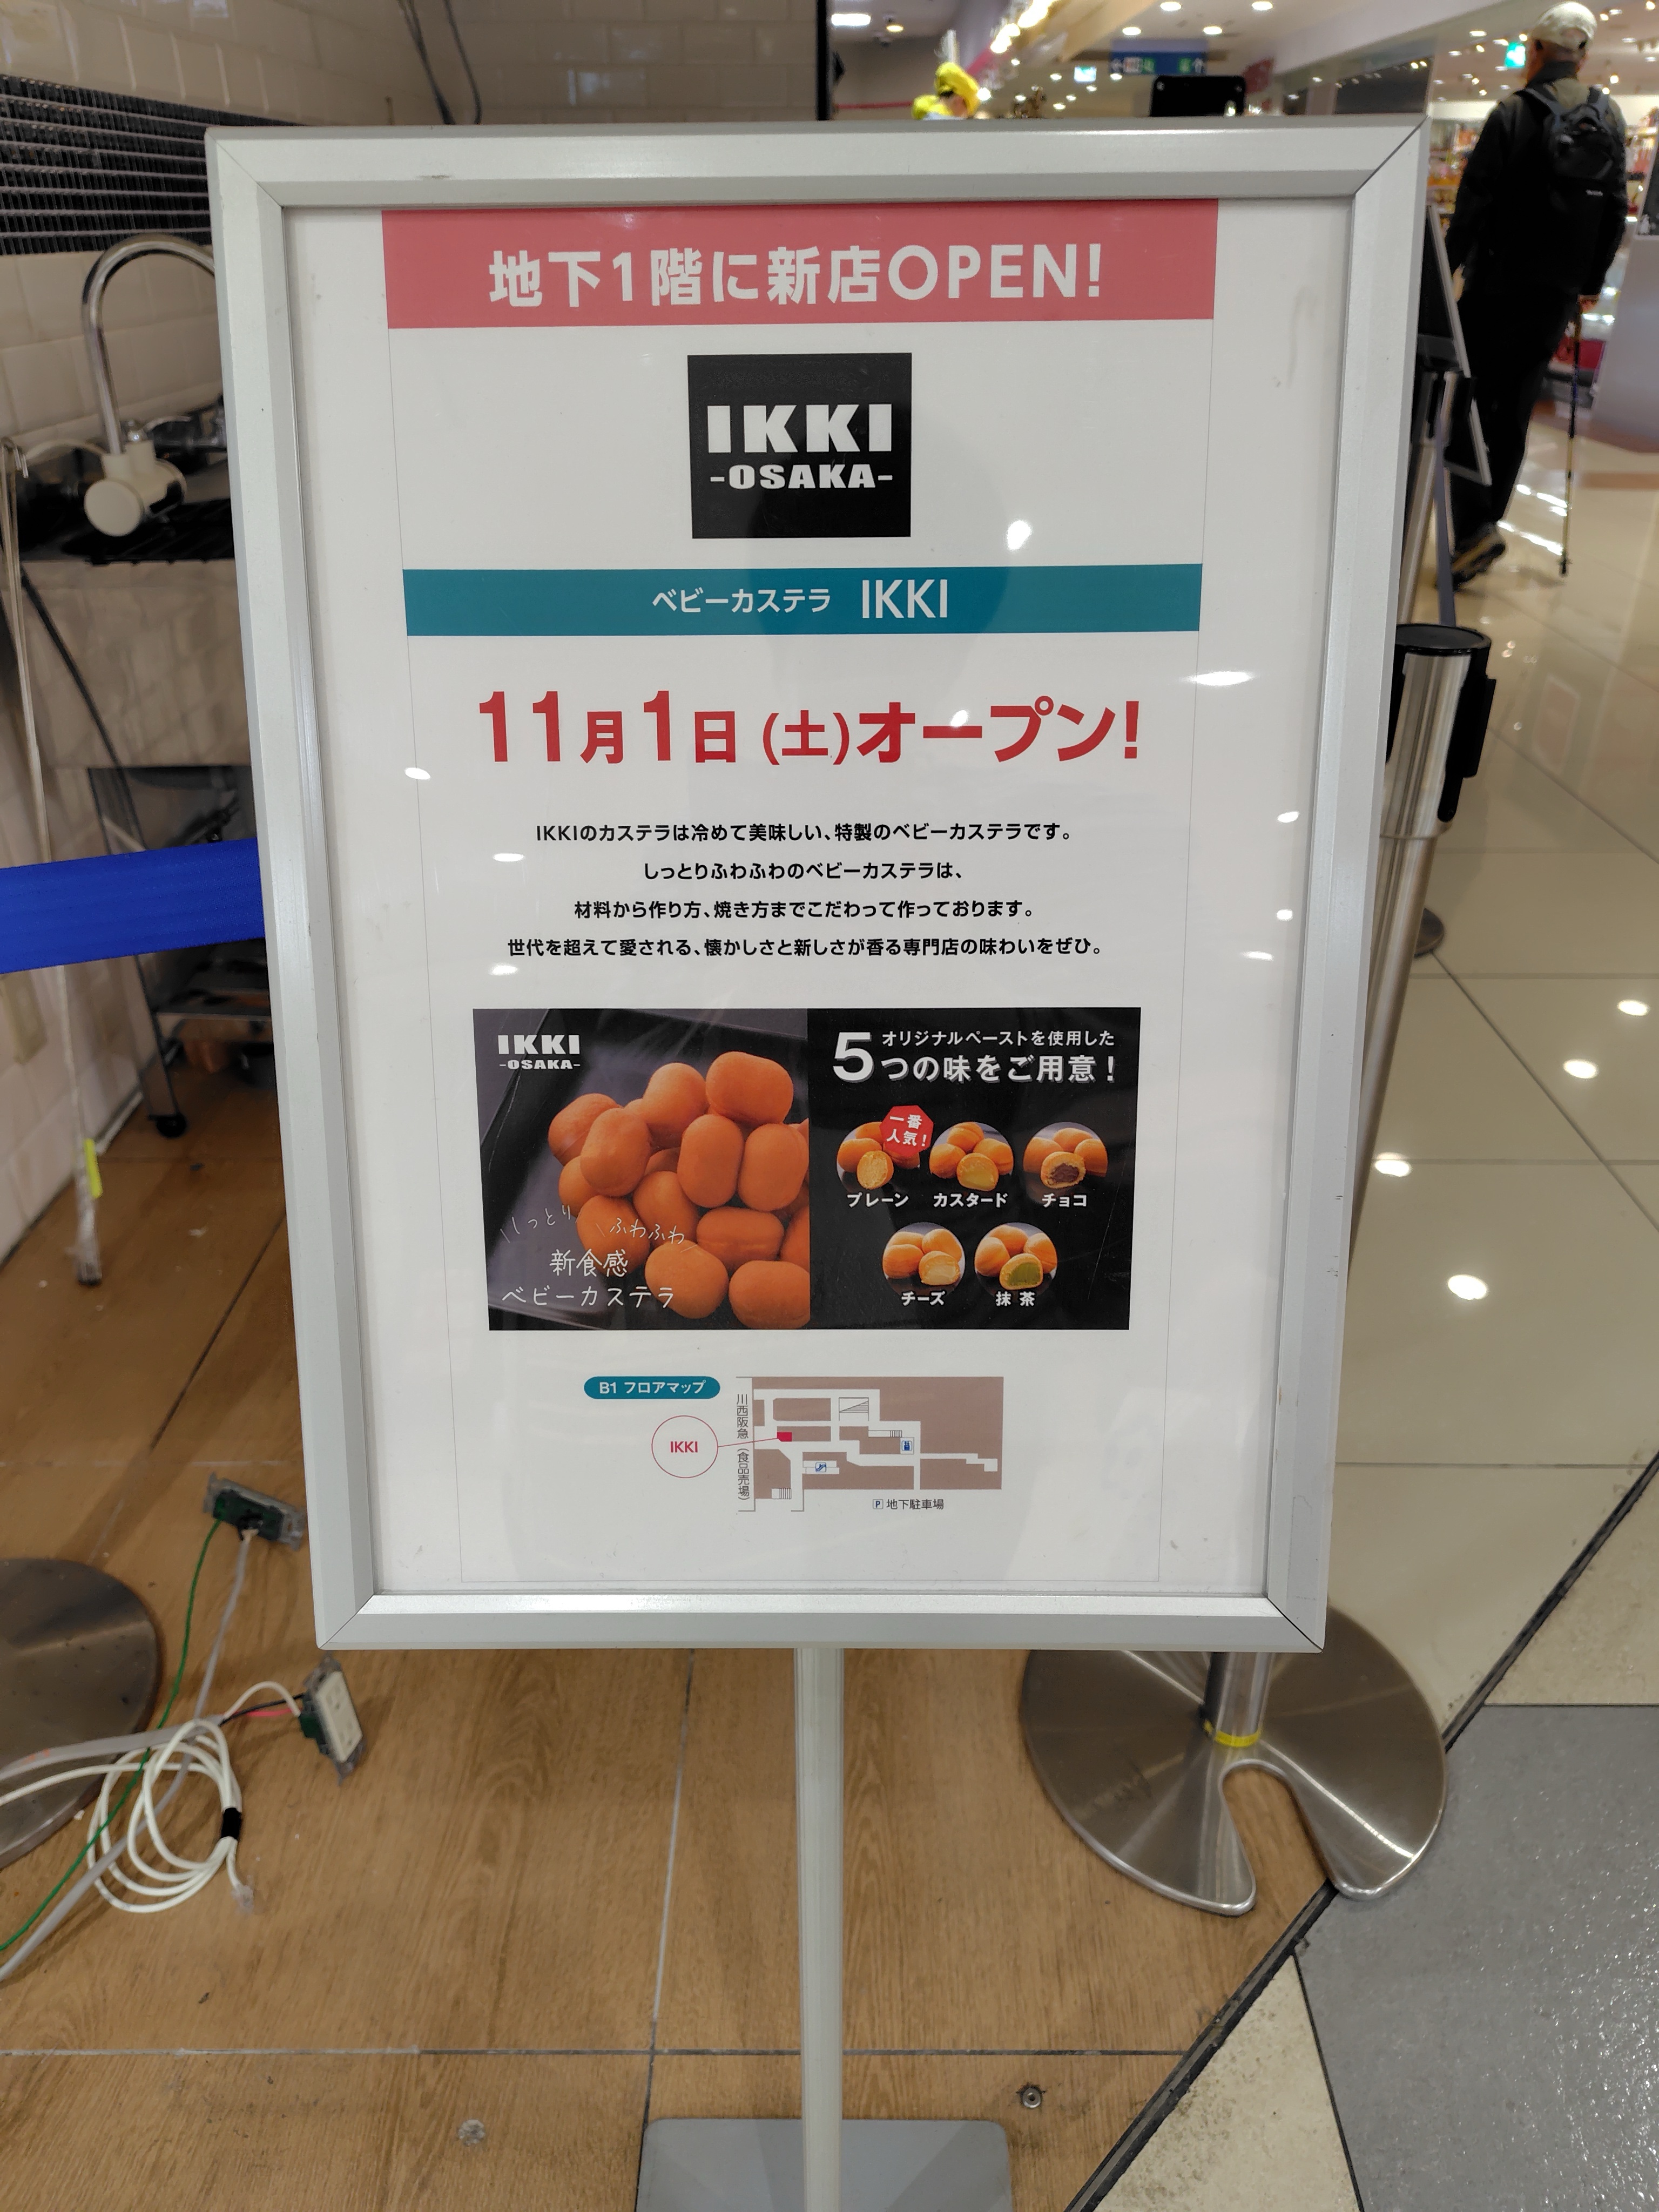 地下1階に新店OPEN!
IKKI
-OSAKA-
ベビーカステラ IKKI
11月1日(土)オープン!
IKKIのカステラは冷めて美味しい、特製のベビーカステラです。
しっとりふわふわのベビーカステラは、
材料から作り方、焼き方までこだわって作っております。
世代を超えて愛される、懐かしさと新しさが香る専門店の味わいをぜひ。
IKKI
-OSAKA-
しっとり ふわふわ
新食感
ベビーカステラ
オリジナルペーストを使用した
5つの味をご用意!
一番
人気!
プレーン カスタード チョコ
チーズ 抹茶
B1 フロアマップ
IKKI
川西阪急(食品売場)
P 地下駐車場